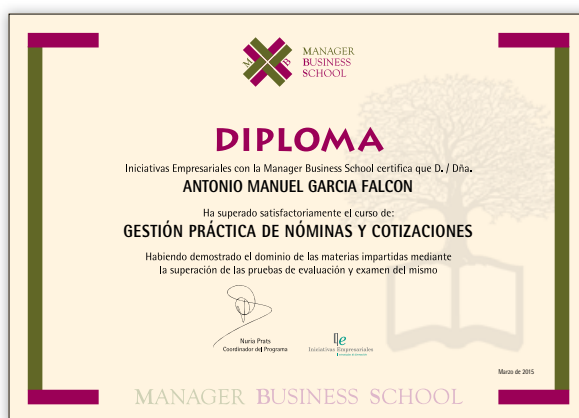 M B
MANAGER
BUSINESS
SCHOOL
DIPLOMA
Iniciativas Empresariales con la Manager Business School certifica que D. / Dña.
ANTONIO MANUEL GARCIA FALCON
Ha superado satisfactoriamente el curso de:
GESTIÓN PRÁCTICA DE NÓMINAS Y COTIZACIONES
Habiendo demostrado el dominio de las materias impartidas mediante
la superación de las pruebas de evaluación y examen del mismo
Nuria Prats
Coordinador del Programa
Iniciativas Empresariales
Marzo de 2015
MANAGER BUSINESS SCHOOL